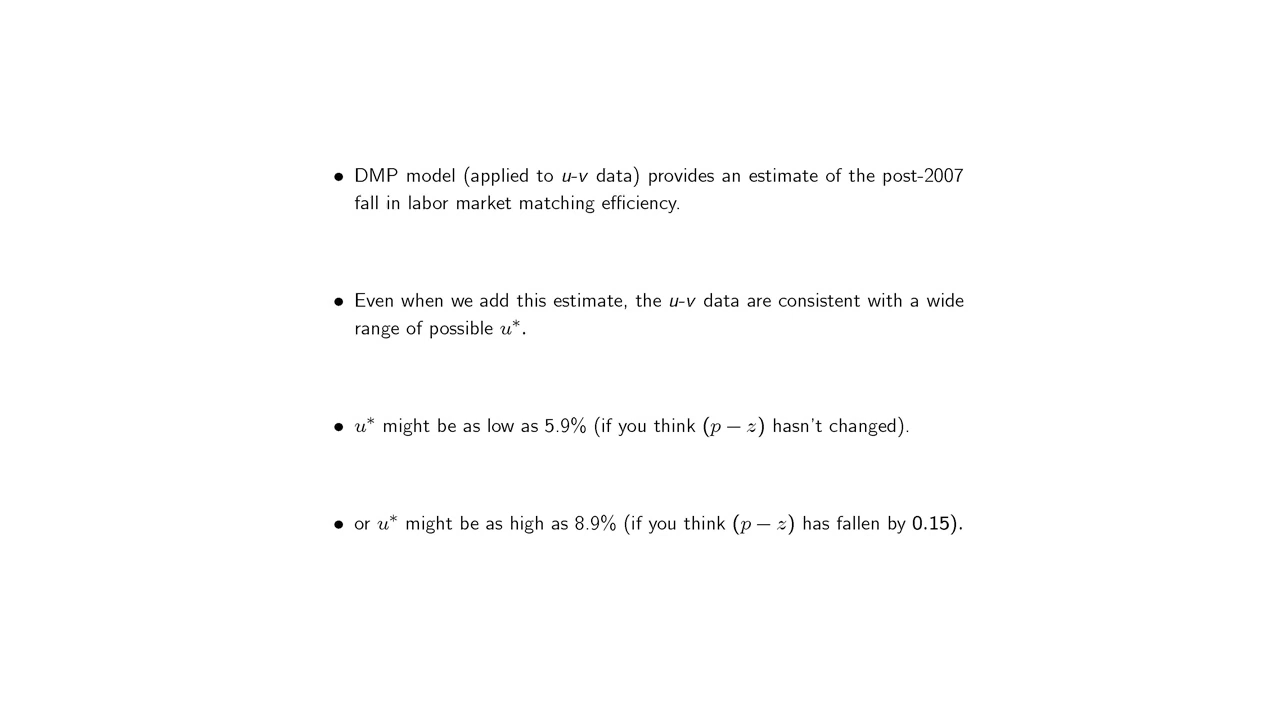 • DMP model (applied to u-v data) provides an estimate of the post-2007
fall in labor market matching efficiency.
• Even when we add this estimate, the u-v data are consistent with a wide
range of possible u*.
• u* might be as low as 5.9% (if you think (p − z) hasn't changed).
• or u* might be as high as 8.9% (if you think (p − z) has fallen by 0.15).